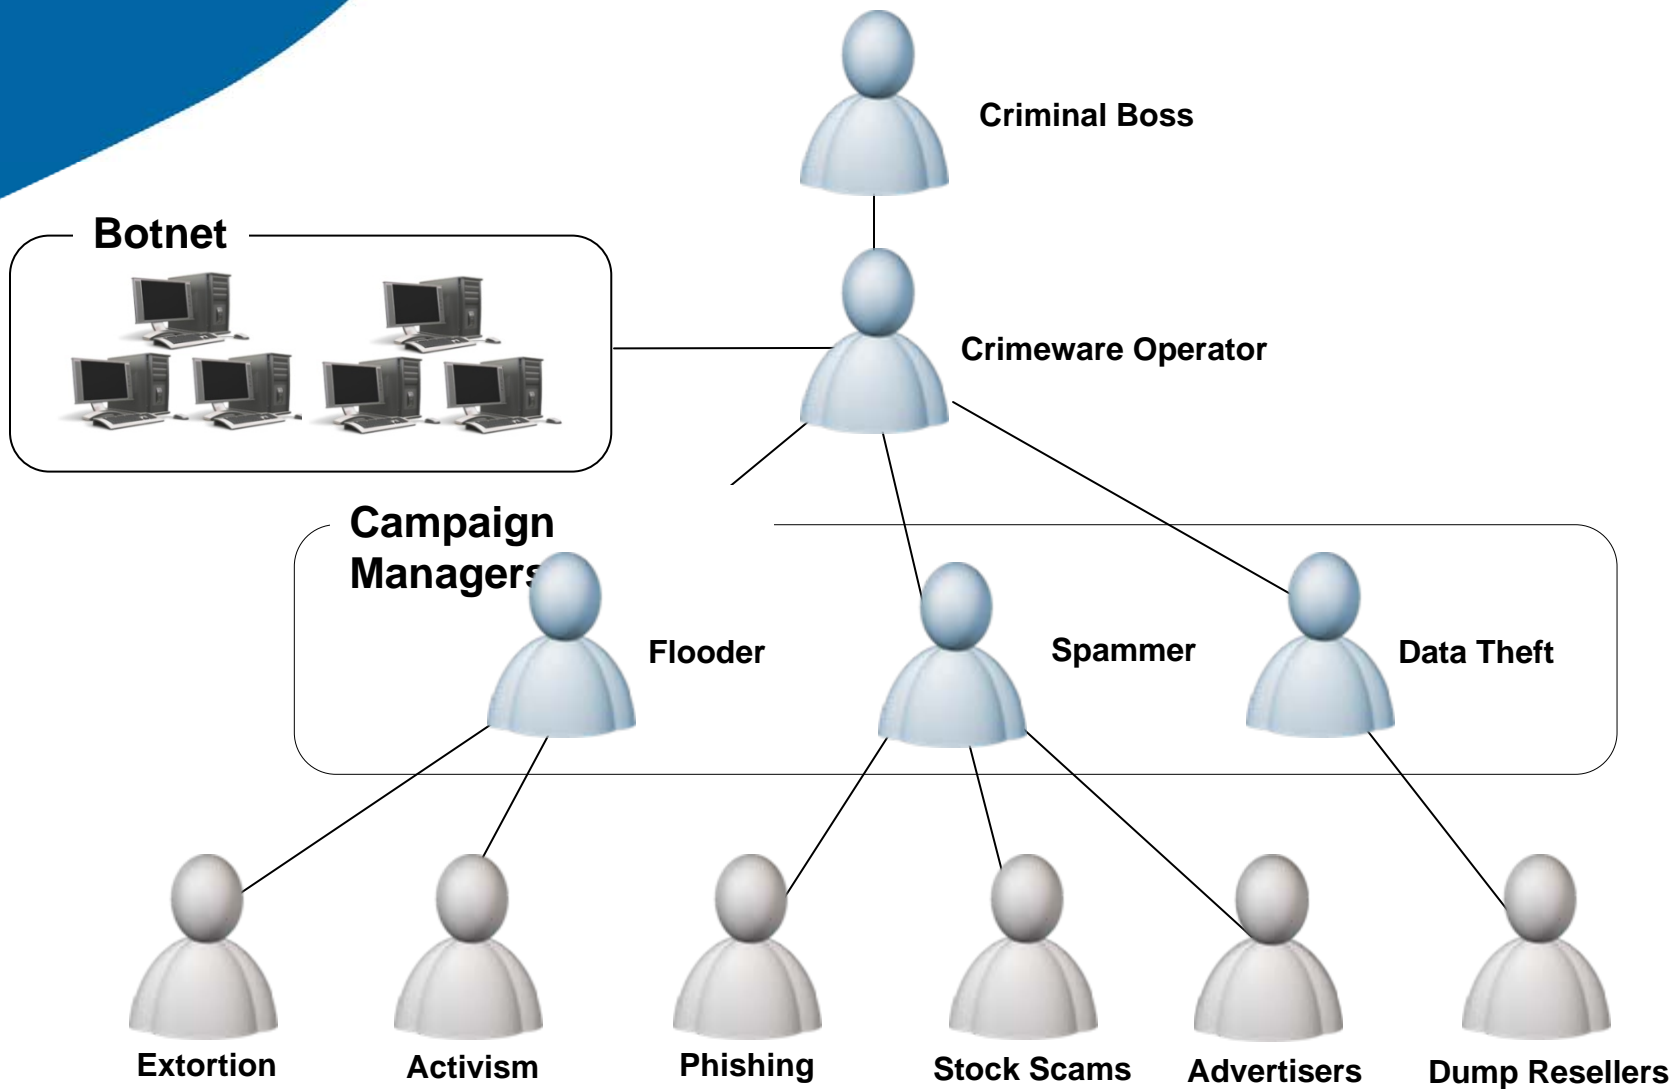 Criminal Boss
Botnet
Crimeware Operator
Campaign
Managers
Flooder
Spammer
Data Theft
Extortion
Activism
Phishing
Stock Scams
Advertisers
Dump Resellers